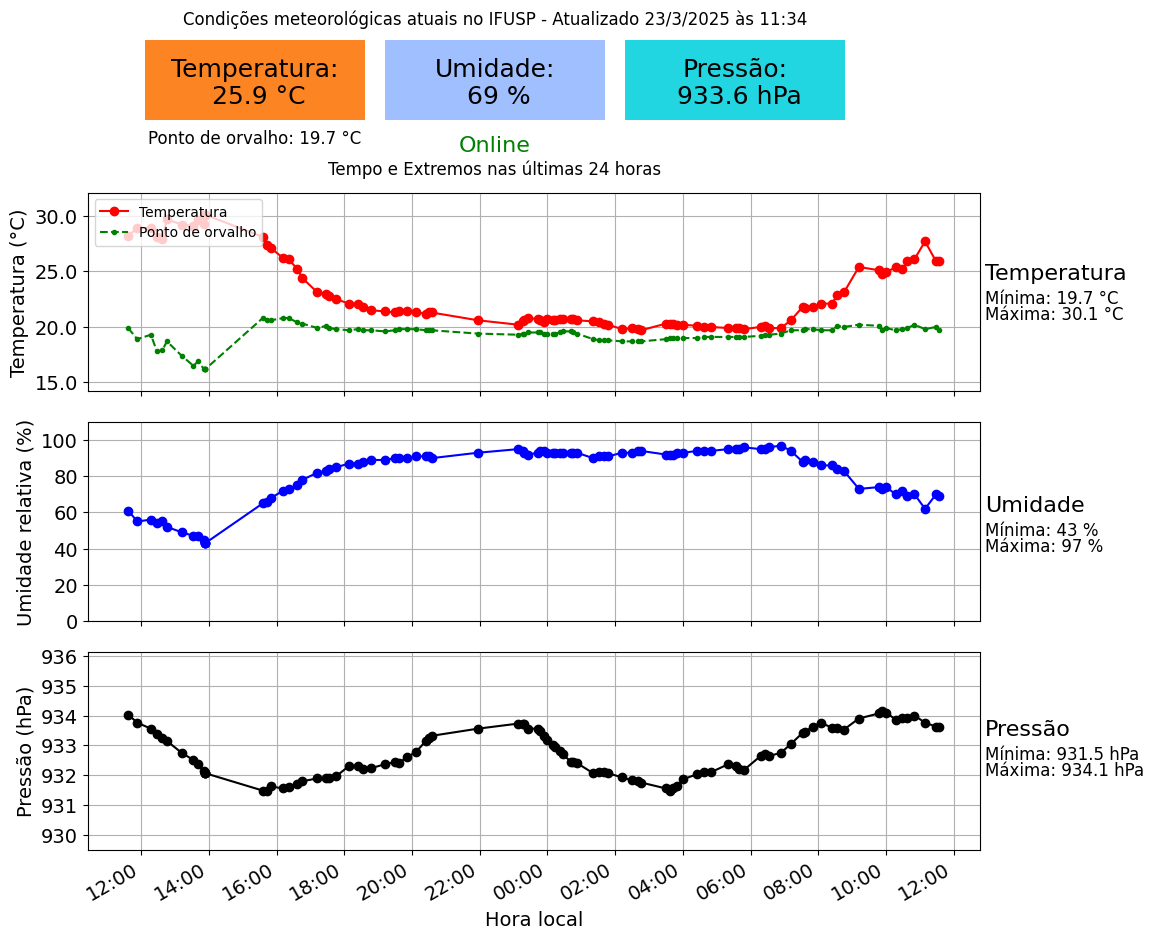 Condições meteorológicas atuais no IFUSP - Atualizado 23/3/2025 às 11:34
Temperatura:
25.9 °C
Umidade:
69 %
Pressão:
933.6 hPa
Ponto de orvalho: 19.7 °C
Online
Tempo e Extremos nas últimas 24 horas
Temperatura (°C)
30.0
25.0
20.0
15.0
Temperatura
Ponto de orvalho
Temperatura
Mínima: 19.7 °C
Máxima: 30.1 °C
Umidade relativa (%)
100
80
60
40
20
0
Umidade
Mínima: 43 %
Máxima: 97 %
Pressão (hPa)
936
935
934
933
932
931
930
Pressão
Mínima: 931.5 hPa
Máxima: 934.1 hPa
12:00
14:00
16:00
18:00
20:00
22:00
00:00
02:00
04:00
06:00
08:00
10:00
12:00
Hora local